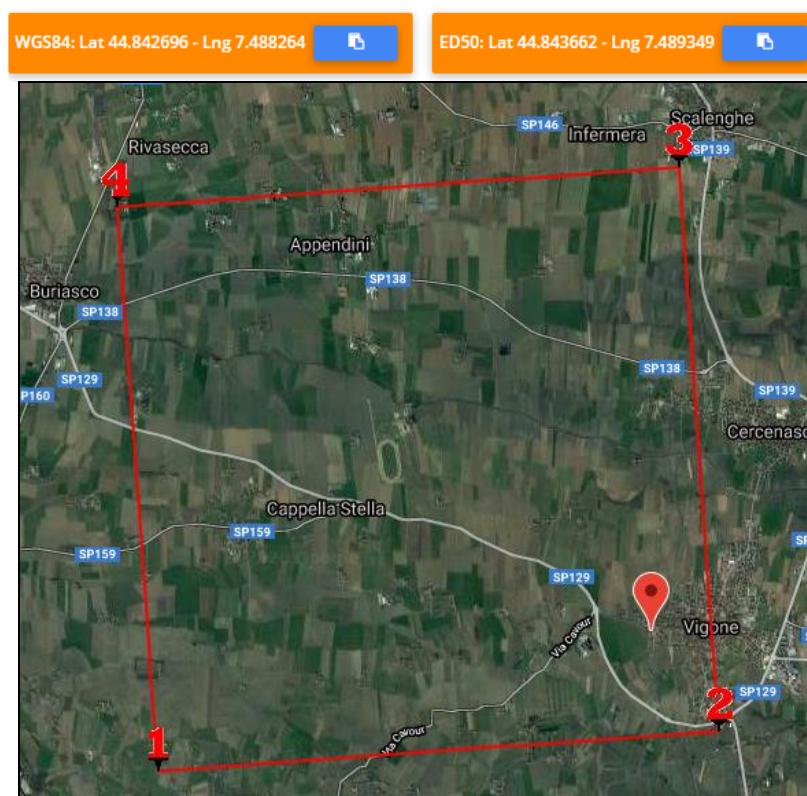 WGS84: Lat 44.842696 - Lng 7.488264
ED50: Lat 44.843662 - Lng 7.489349
SP146
Scalenghe
Infermera
3
SP139
Rivasecca
4
Appendini
SP138
Buriasco
SP138
SP129
SP138
SP139
P160
Cercenasc
Cappella Stella
SP159
SP159
SP129
Via Cavour
Vigone
SP129
2
1
Via Cavour